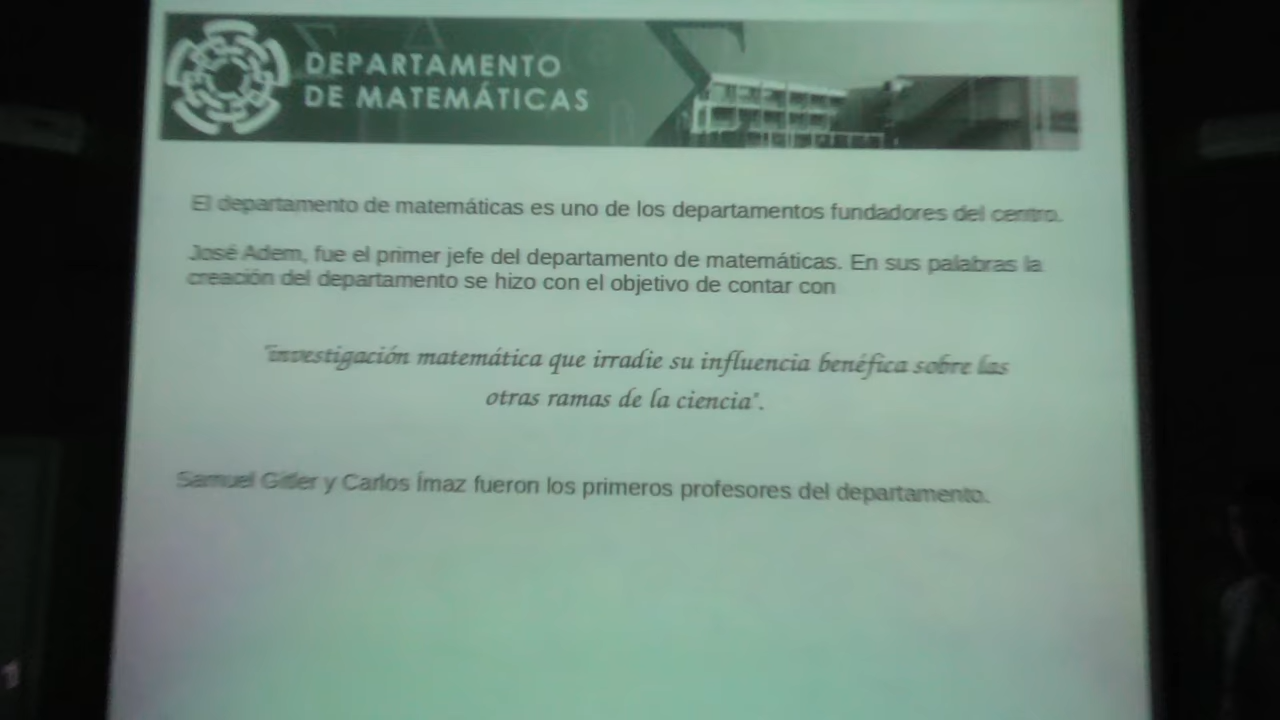 DEPARTAMENTO
DE MATEMÁTICAS
El departamento de matemáticas es uno de los departamentos fundadores del centro.
José Adem, fue el primer jefe del departamento de matemáticas. En sus palabras la
creación del departamento se hizo con el objetivo de contar con
"investigación matemática que irradie su influencia benéfica sobre las
otras ramas de la ciencia".
Samuel Gitler y Carlos Ímaz fueron los primeros profesores del departamento.